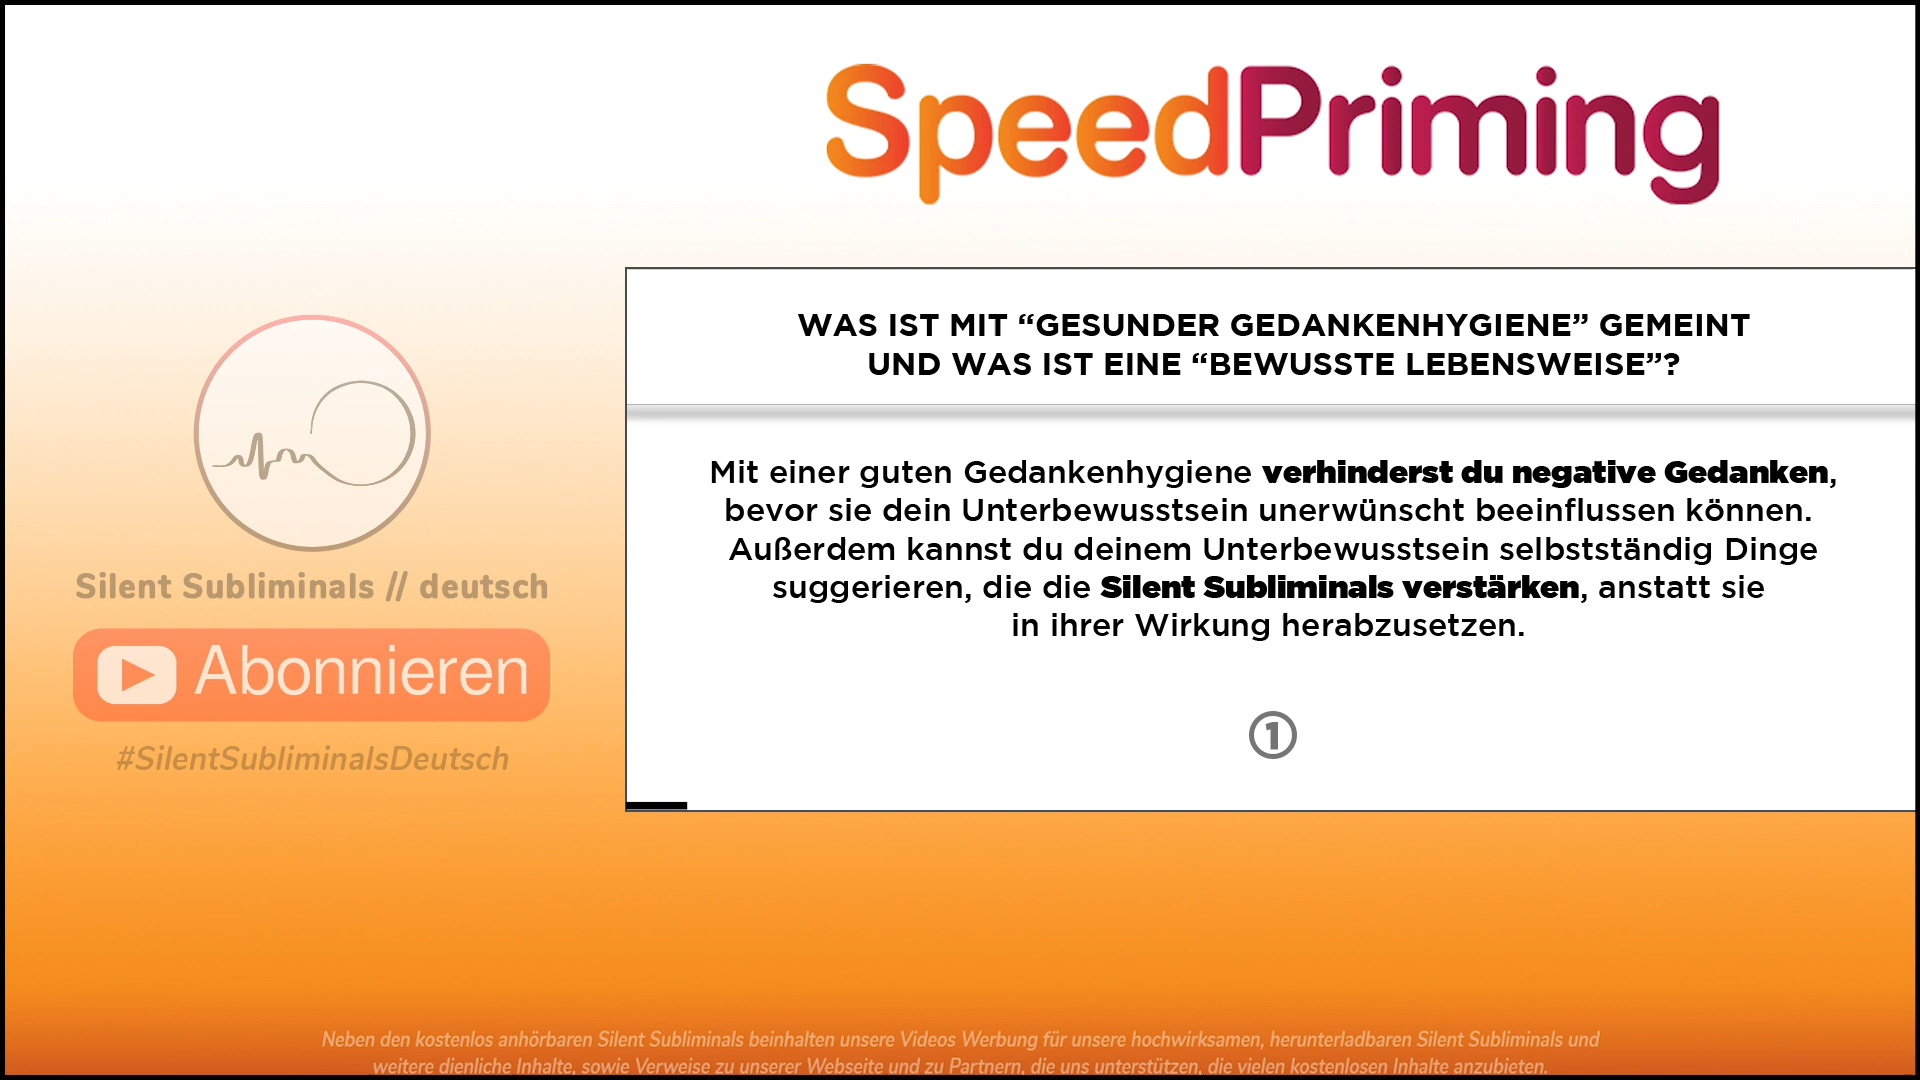 SpeedPriming
WAS IST MIT “GESUNDER GEDANKENHYGIENE” GEMEINT
UND WAS IST EINE “BEWUSSTE LEBENSWEISE”?
Mit einer guten Gedankenhygiene verhinderst du negative Gedanken,
bevor sie dein Unterbewusstsein unerwünscht beeinflussen können.
Außerdem kannst du deinem Unterbewusstsein selbstständig Dinge
suggerieren, die die Silent Subliminals verstärken, anstatt sie
in ihrer Wirkung herabzusetzen.
①
Silent Subliminals // deutsch
Abonnieren
#SilentSubliminalsDeutsch
Neben den kostenlos anhörbaren Silent Subliminals beinhalten unsere Videos Werbung für unsere hochwirksamen, herunterladbaren Silent Subliminals und
weitere dienliche Inhalte, sowie Verweise zu unserer Webseite und zu Partnern, die uns unterstützen, die vielen kostenlosen Inhalte anzubieten.